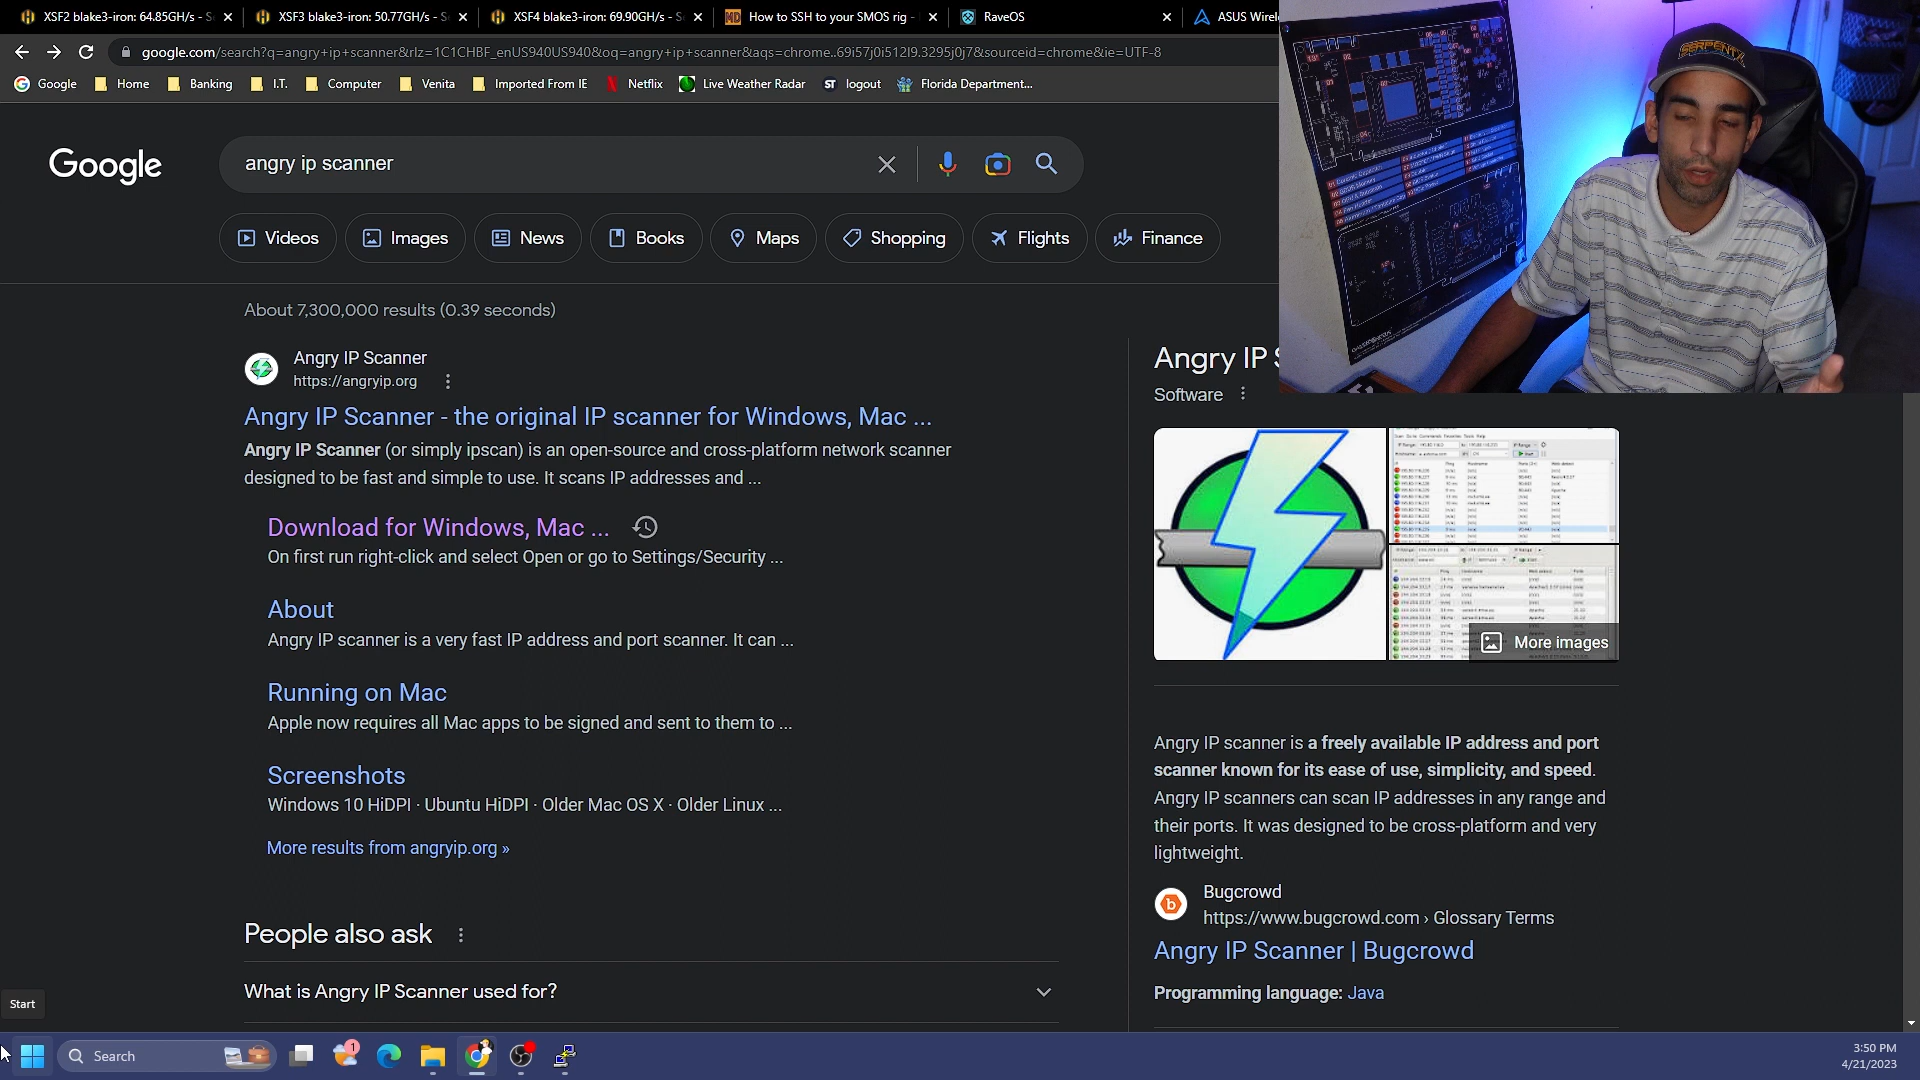 XSF2 blake3-iron: 64.85GH/s - S
XSF3 blake3-iron: 50.77GH/s - S
XSF4 blake3-iron: 69.90GH/s - S
How to SSH to your SMOS rig -
RaveOS
ASUS Wirel
google.com/search?q=angry+ip+scanner&rlz=1C1CHBF_enUS940US940&oq=angry+ip+scanner&aqs=chrome..69i57j0i512l9.3295j0j7&sourceid=chrome&ie=UTF-8
Google
Home
Banking
I.T.
Computer
Venita
Imported From IE
Netflix
Live Weather Radar
ST logout
Florida Department...
Google
angry ip scanner
Videos
Images
News
Books
Maps
Shopping
Flights
Finance
About 7,300,000 results (0.39 seconds)
Angry IP Scanner
https://angryip.org
Angry IP Scanner - the original IP scanner for Windows, Mac ...
Angry IP Scanner (or simply ipscan) is an open-source and cross-platform network scanner
designed to be fast and simple to use. It scans IP addresses and ...
Download for Windows, Mac ...
On first run right-click and select Open or go to Settings/Security ...
About
Angry IP scanner is a very fast IP address and port scanner. It can ...
Running on Mac
Apple now requires all Mac apps to be signed and sent to them to ...
Screenshots
Windows 10 HiDPI · Ubuntu HiDPI · Older Mac OS X · Older Linux ...
More results from angryip.org »
People also ask
What is Angry IP Scanner used for?
Angry IP S
Software
More images
Angry IP scanner is a freely available IP address and port
scanner known for its ease of use, simplicity, and speed.
Angry IP scanners can scan IP addresses in any range and
their ports. It was designed to be cross-platform and very
lightweight.
Bugcrowd
https://www.bugcrowd.com › Glossary Terms
Angry IP Scanner | Bugcrowd
Programming language: Java
Start
Search
1
3:50 PM
4/21/2023